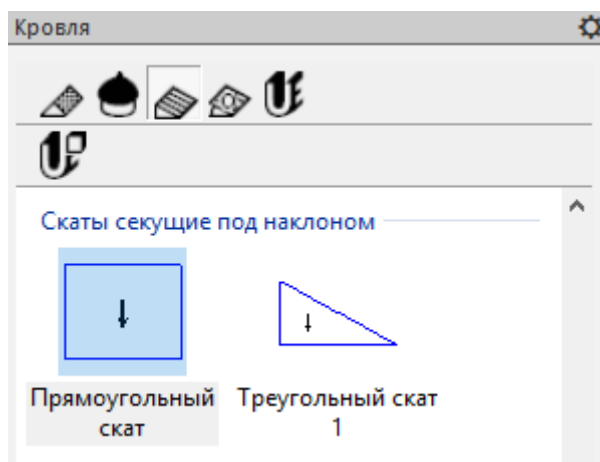 Кровля
Скаты секущие под наклоном
Прямоугольный
скат
Треугольный скат
1